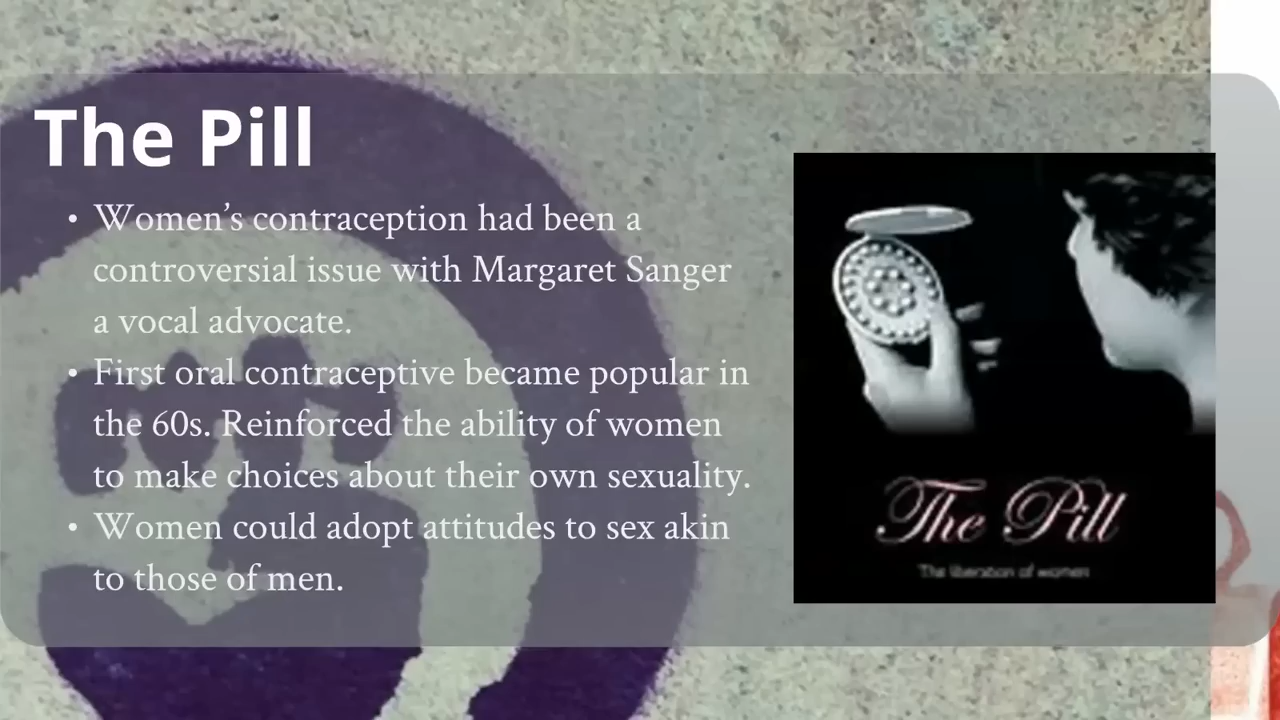 The Pill
• Women’s contraception had been a
controversial issue with Margaret Sanger
a vocal advocate.
• First oral contraceptive became popular in
the 60s. Reinforced the ability of women
to make choices about their own sexuality.
• Women could adopt attitudes to sex akin
to those of men.
The Pill
The liberation of women